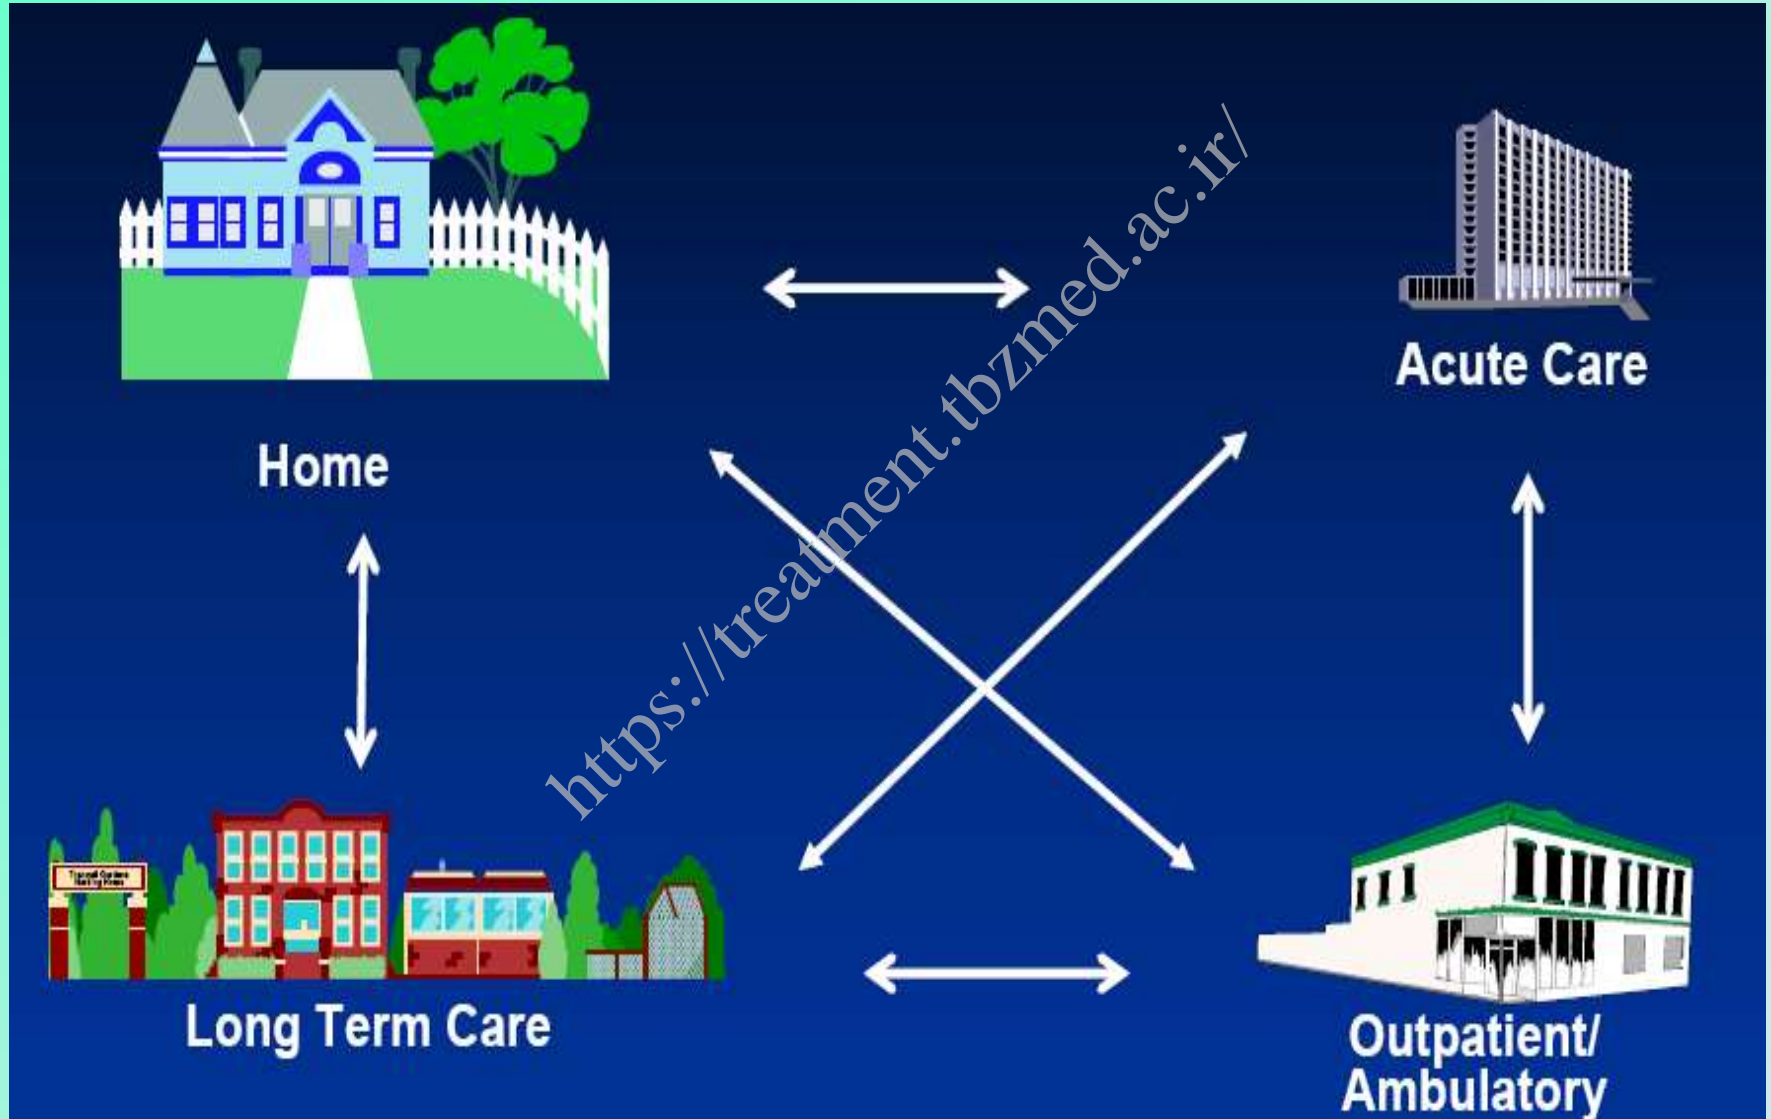 Home
Acute Care
https://treatment.tbzmed.ac.ir/
Long Term Care
Outpatient/
Ambulatory